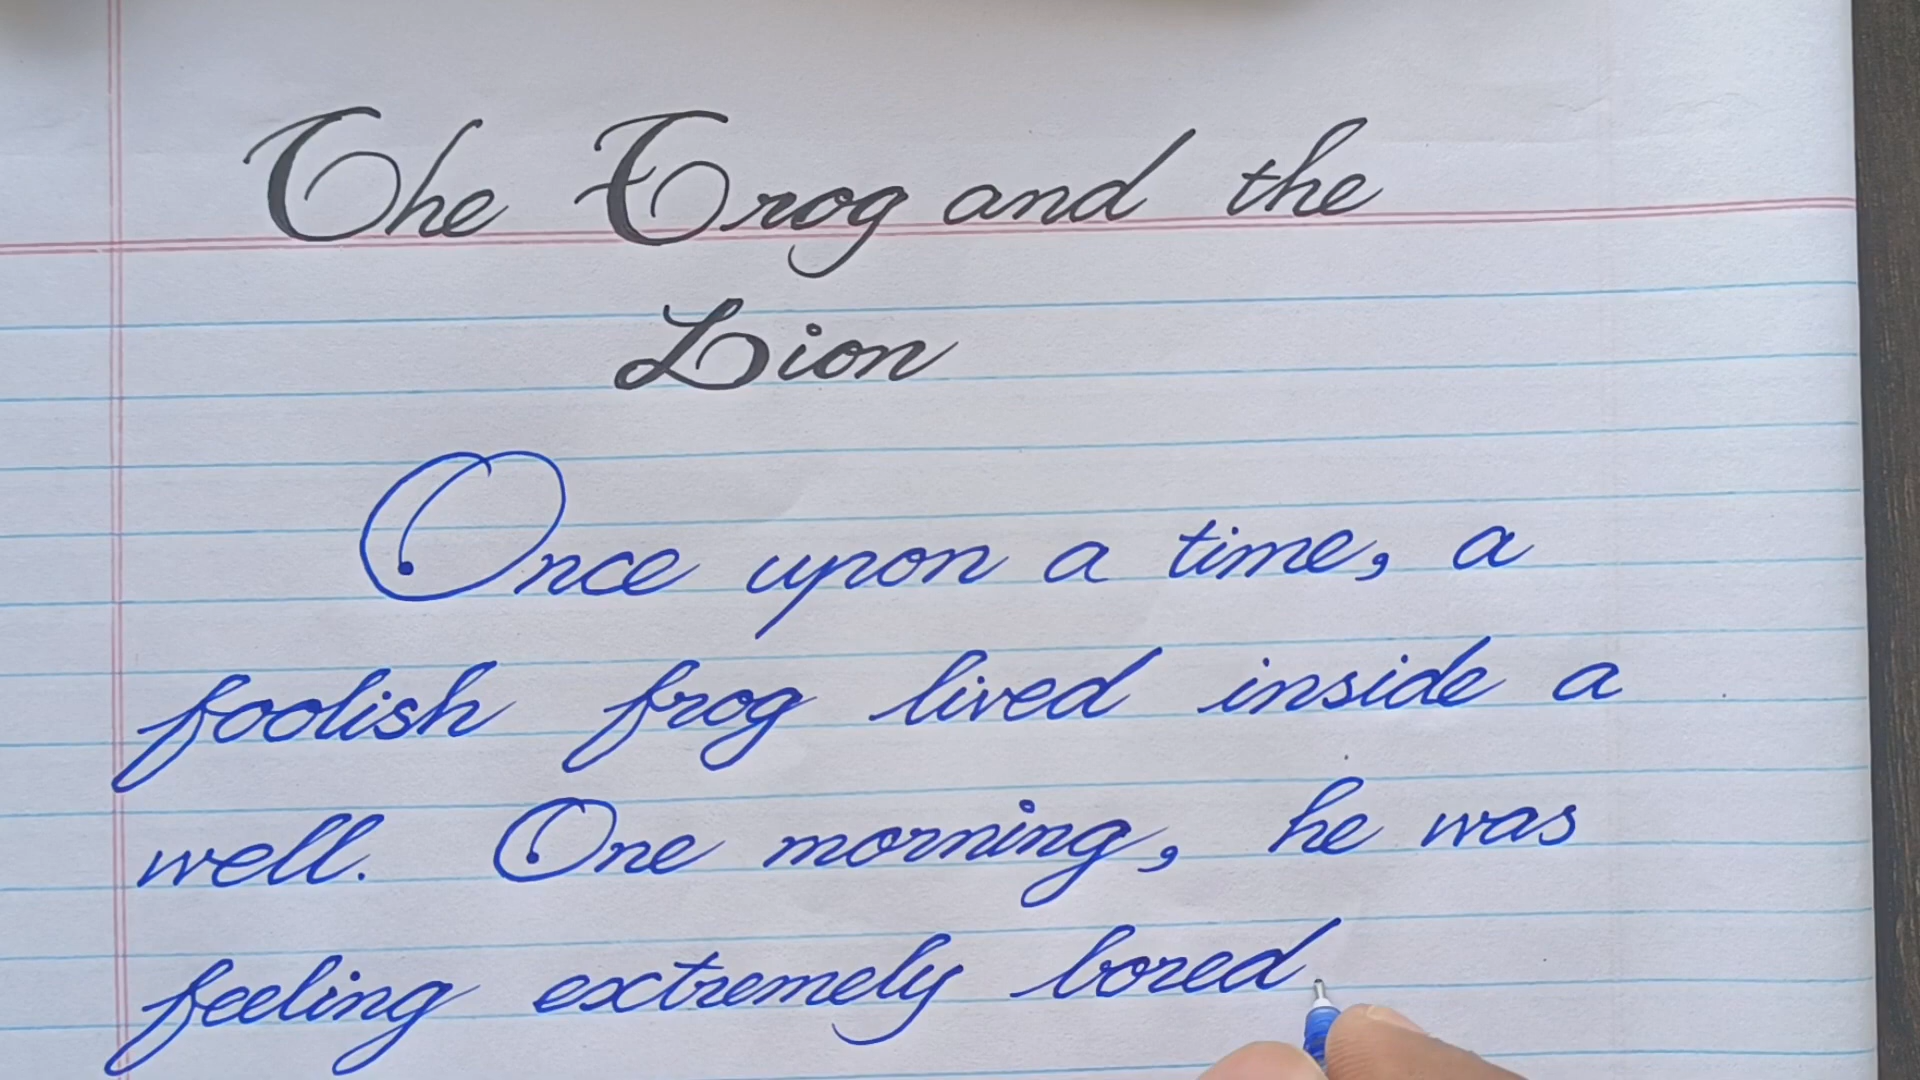 The Frog and the
Lion
Once upon a time, a
foolish frog lived inside a
well. One morning, he was
feeling extremely bored.